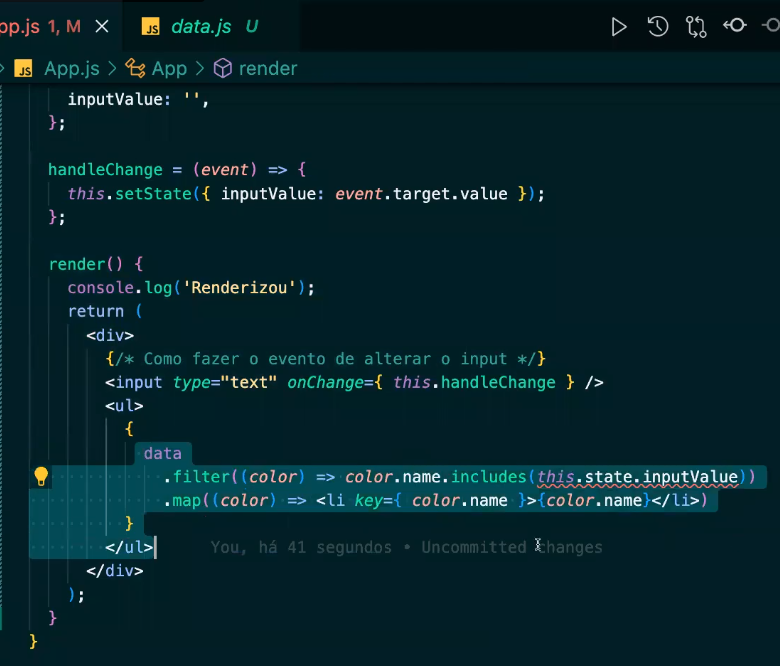 pp.js 1, M
JS data.js U
JS App.js > App > render
inputValue: '',
};
handleChange = (event) => {
this.setState({ inputValue: event.target.value });
};
render() {
console.log('Renderizou');
return (
<div>
{/* Como fazer o evento de alterar o input */}
<input type="text" onChange={ this.handleChange } />
<ul>
{
data
.filter((color) => color.name.includes(this.state.inputValue))
.map((color) => <li key={ color.name }>{color.name}</li>)
}
</ul> You, há 41 segundos • Uncommitted changes
</div>
);
}
}